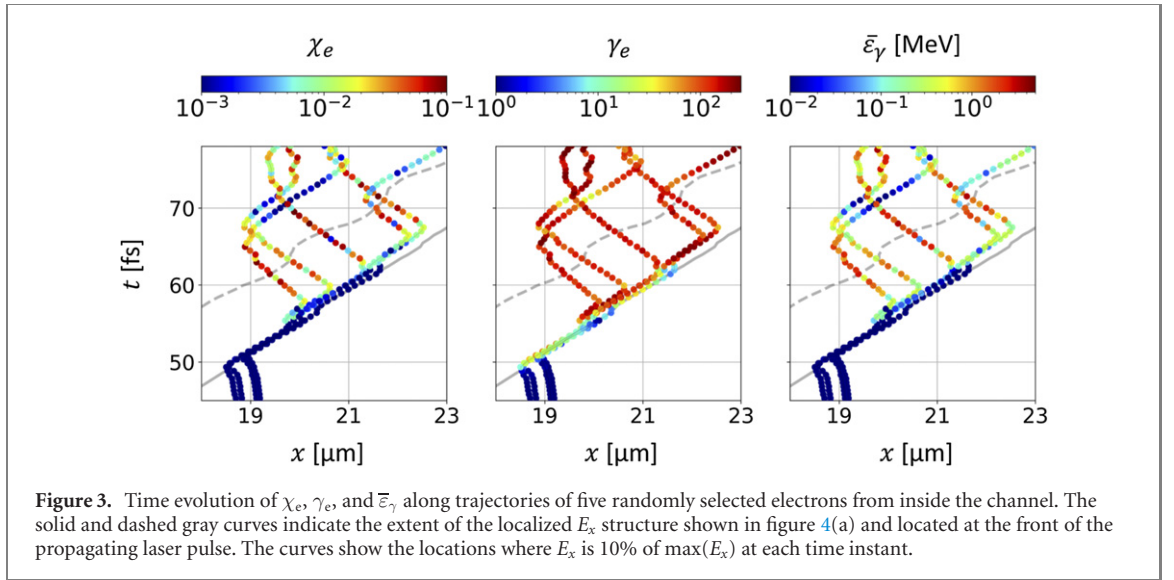 χₑ γₑ ε̄ᵧ [MeV]
10⁻³ 10⁻² 10⁻¹ 10⁰ 10¹ 10² 10⁻² 10⁻¹ 10⁰
70
60
50
t [fs]
19 21 23 19 21 23 19 21 23
x [μm] x [μm] x [μm]
Figure 3. Time evolution of χₑ, γₑ, and ε̄ᵧ along trajectories of five randomly selected electrons from inside the channel. The
solid and dashed gray curves indicate the extent of the localized Eₓ structure shown in figure 4(a) and located at the front of the
propagating laser pulse. The curves show the locations where Eₓ is 10% of max(Eₓ) at each time instant.